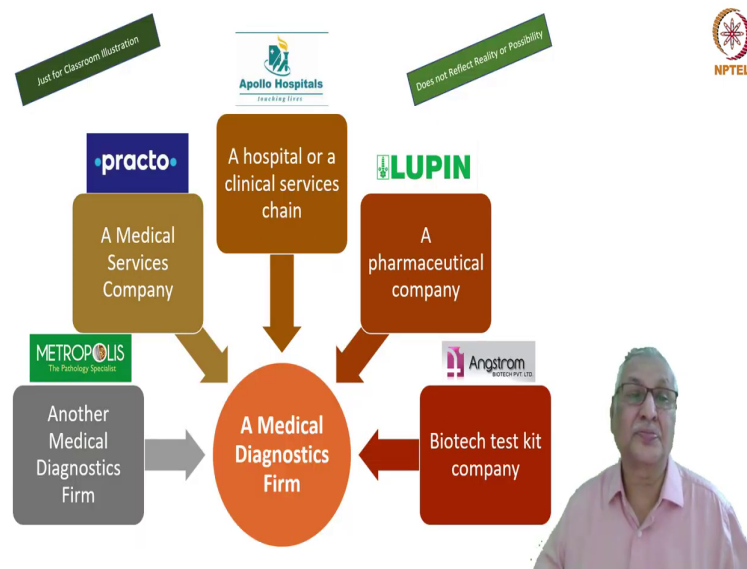 Just for Classroom Illustration
Apollo Hospitals
touching lives
Does not Reflect Reality or Possibility
NPTEL
•practo•
A Medical
Services
Company
A hospital or a
clinical services
chain
LUPIN
A
pharmaceutical
company
METROPOLIS
The Pathology Specialist
Another
Medical
Diagnostics
Firm
A Medical
Diagnostics
Firm
Angstrom
BIOTECH PVT. LTD.
Biotech test kit
company